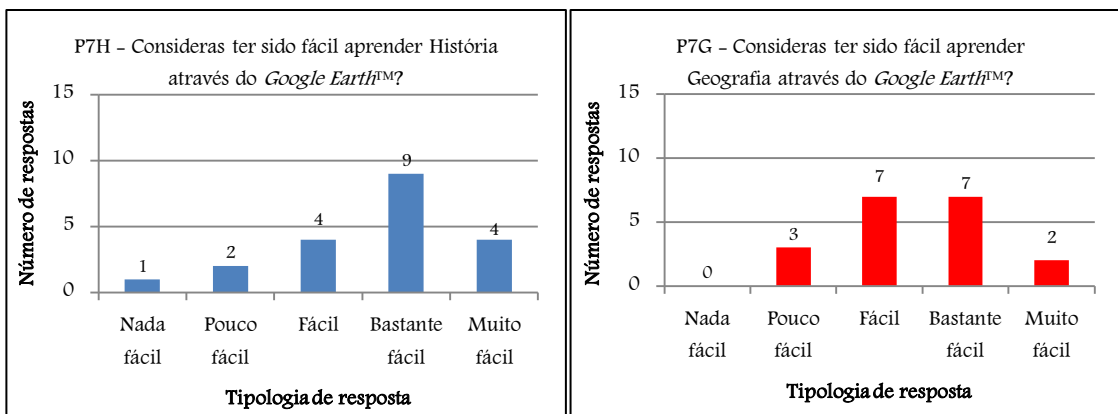 P7H - Consideras ter sido fácil aprender História
através do Google Earth™?
Número de respostas
15
10
5
0
1
2
4
9
4
Nada
fácil
Pouco
fácil
Fácil
Bastante
fácil
Muito
fácil
Tipologia de resposta
P7G - Consideras ter sido fácil aprender
Geografia através do Google Earth™?
Número de respostas
15
10
5
0
0
3
7
7
2
Nada
fácil
Pouco
fácil
Fácil
Bastante
fácil
Muito
fácil
Tipologia de resposta